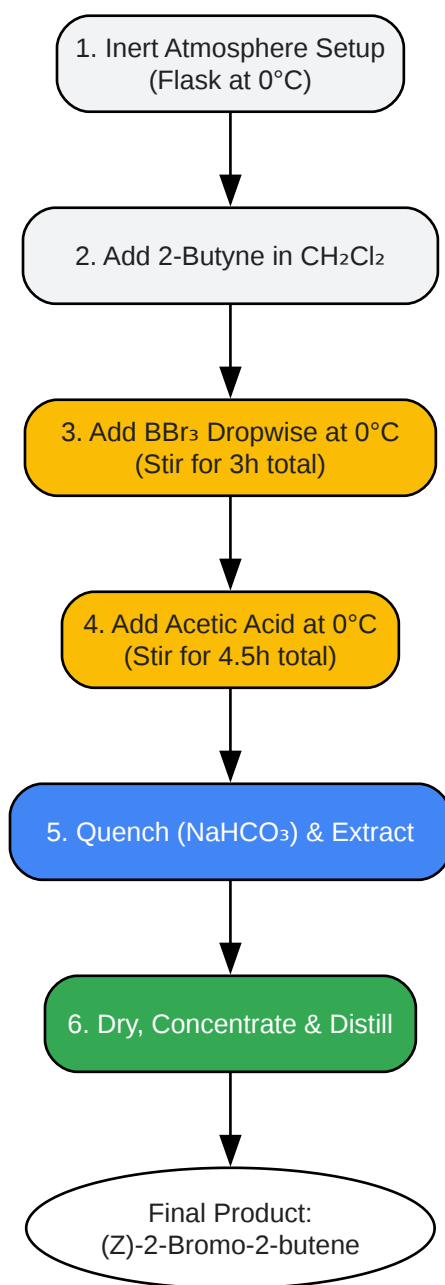 1. Inert Atmosphere Setup
(Flask at 0°C)
2. Add 2-Butyne in CH₂Cl₂
3. Add BBr₃ Dropwise at 0°C
(Stir for 3h total)
4. Add Acetic Acid at 0°C
(Stir for 4.5h total)
5. Quench (NaHCO₃) & Extract
6. Dry, Concentrate & Distill
Final Product:
(Z)-2-Bromo-2-butene